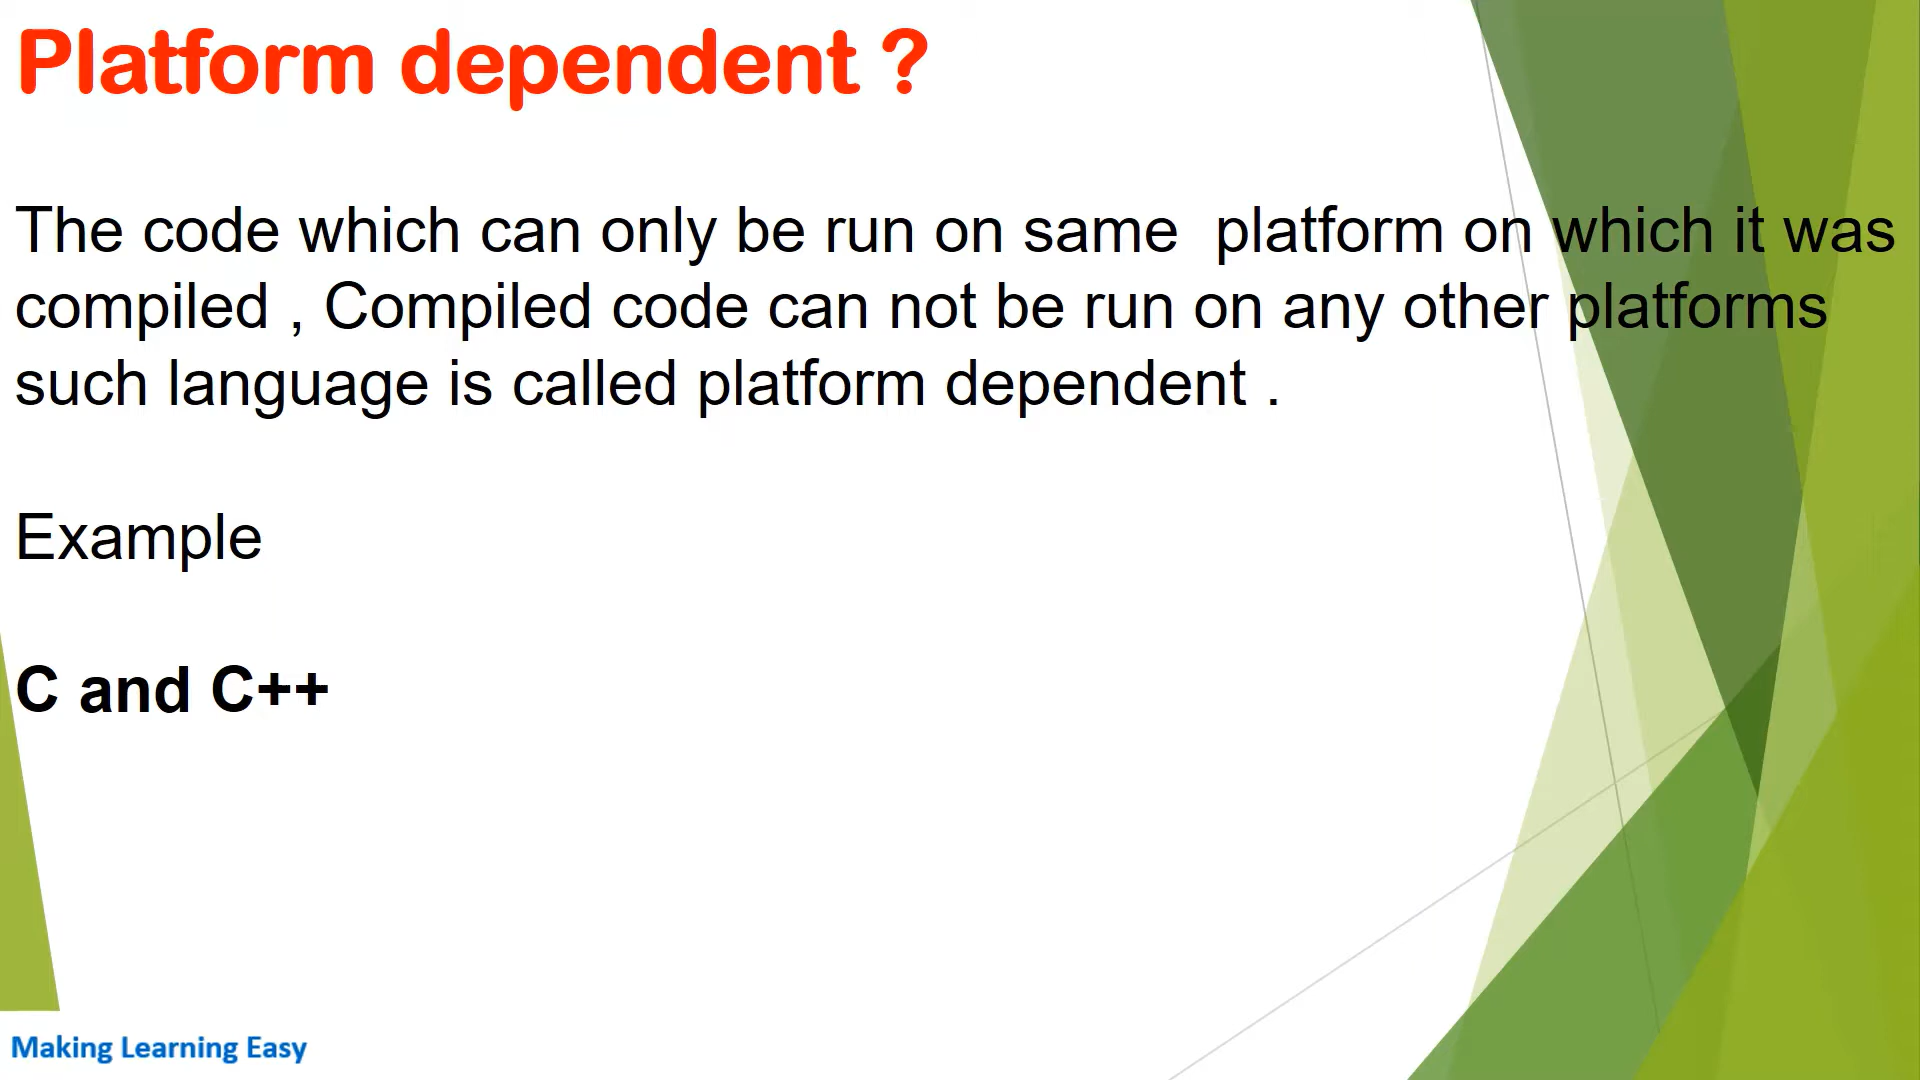 Platform dependent ?
The code which can only be run on same  platform on which it was
compiled , Compiled code can not be run on any other platforms
such language is called platform dependent .
Example
C and C++
Making Learning Easy